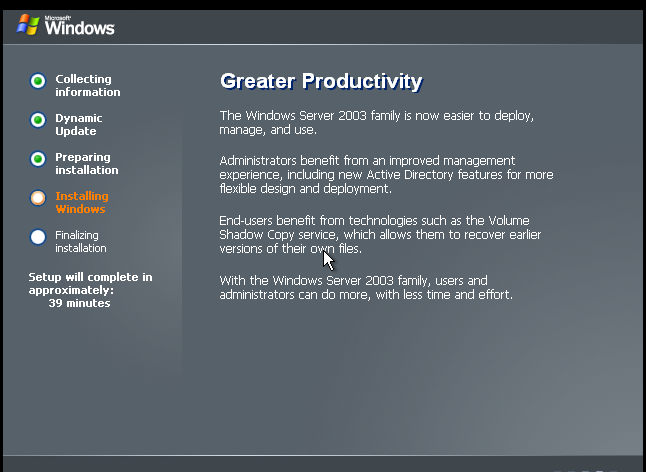 Microsoft
Windows
Collecting
information
Dynamic
Update
Preparing
installation
Installing
Windows
Finalizing
installation
Setup will complete in
approximately:
39 minutes
Greater Productivity
The Windows Server 2003 family is now easier to deploy,
manage, and use.
Administrators benefit from an improved management
experience, including new Active Directory features for more
flexible design and deployment.
End-users benefit from technologies such as the Volume
Shadow Copy service, which allows them to recover earlier
versions of their own files.
With the Windows Server 2003 family, users and
administrators can do more, with less time and effort.